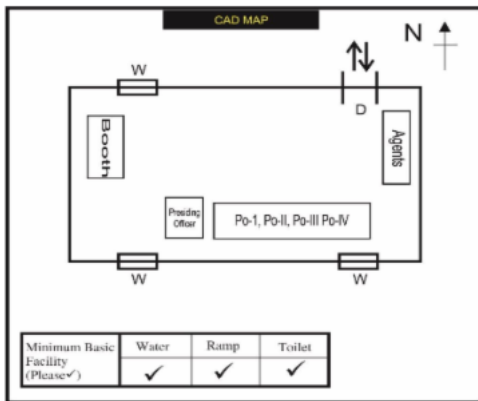 CAD MAP
N
W
D
Booth
Agents
Presiding
Officer
Po-1, Po-II, Po-III Po-IV
W
W
Minimum Basic
Facility
(Please✓)
Water
Ramp
Toilet
✓
✓
✓